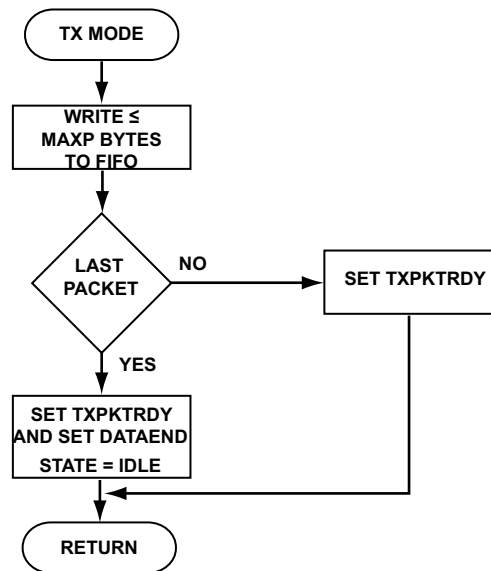 TX MODE
WRITE ≤
MAXP BYTES
TO FIFO
LAST
PACKET
NO
SET TXPKTRDY
YES
SET TXPKTRDY
AND SET DATAEND
STATE = IDLE
RETURN